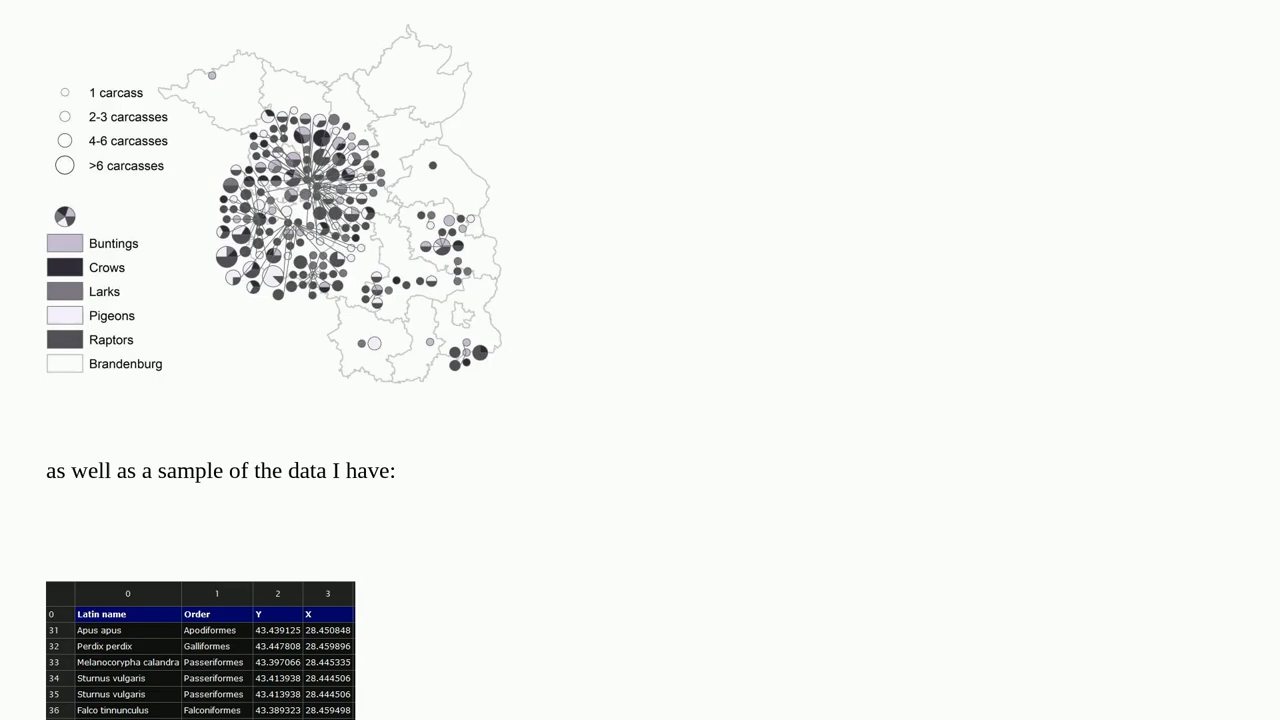 1 carcass
2-3 carcasses
4-6 carcasses
>6 carcasses
Buntings
Crows
Larks
Pigeons
Raptors
Brandenburg
as well as a sample of the data I have:
0 1 2 3
0 Latin name Order Y X
31 Apus apus Apodiformes 43.439125 28.450848
32 Perdix perdix Galliformes 43.447808 28.459896
33 Melanocorypha calandra Passeriformes 43.397066 28.445335
34 Sturnus vulgaris Passeriformes 43.413938 28.444506
35 Sturnus vulgaris Passeriformes 43.413938 28.444506
36 Falco tinnunculus Falconiformes 43.389323 28.459498